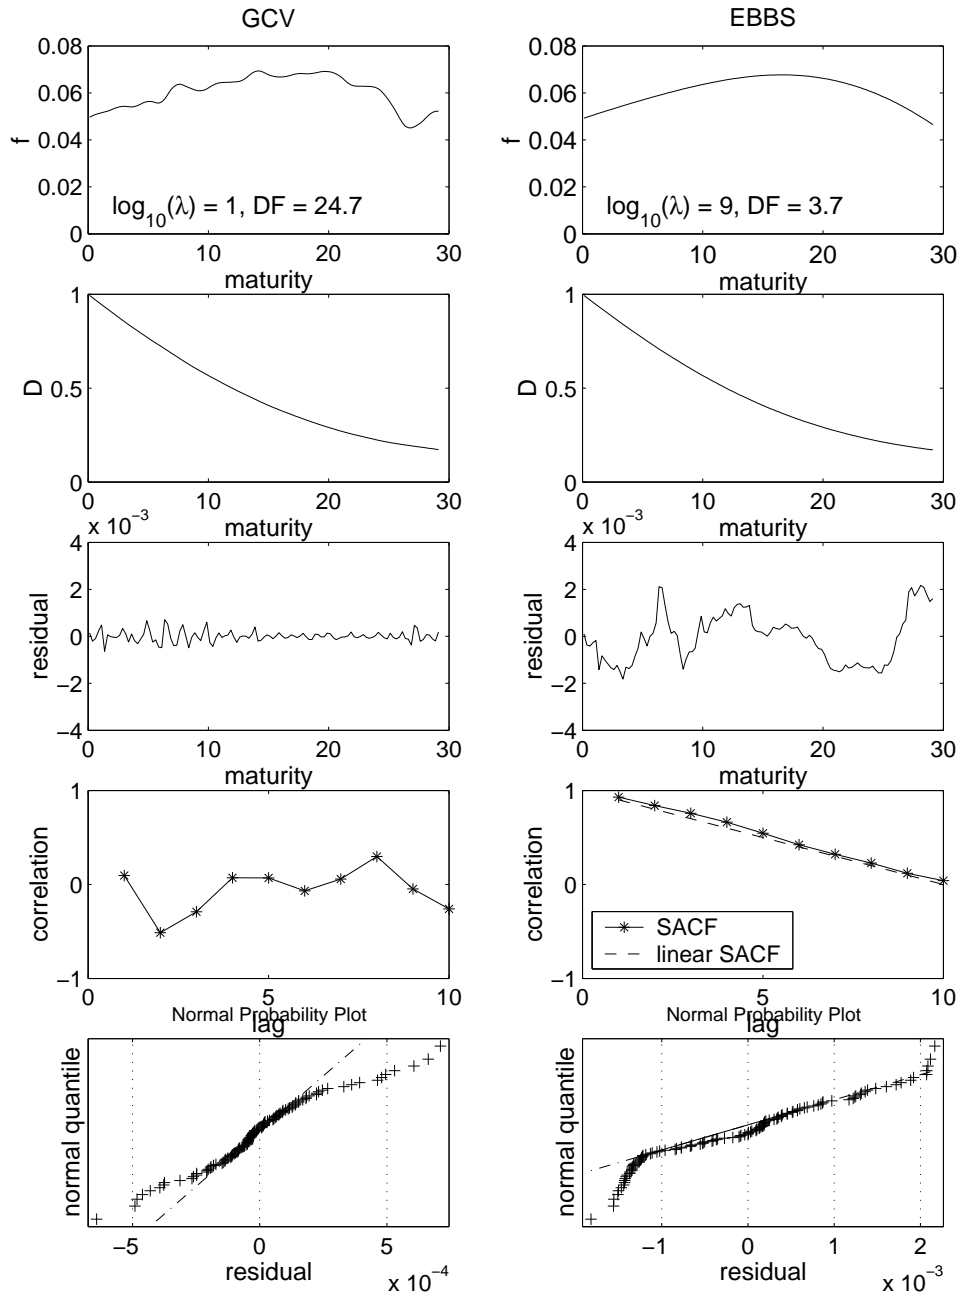 GCV
EBBS
0.08
0.06
0.04
0.02
0
f
log10(λ) = 1, DF = 24.7
0
10
20
30
maturity
0.08
0.06
0.04
0.02
0
f
log10(λ) = 9, DF = 3.7
0
10
20
30
maturity
1
0.5
0
D
0
10
20
30
maturity
1
0.5
0
D
0
10
20
30
maturity
x 10−3
4
2
0
−2
−4
residual
0
10
20
30
maturity
x 10−3
4
2
0
−2
−4
residual
0
10
20
30
maturity
1
0
−1
correlation
0
5
10
lag
1
0
−1
correlation
SACF
linear SACF
0
5
10
lag
Normal Probability Plot
normal quantile
−5
0
5
x 10−4
residual
Normal Probability Plot
normal quantile
−1
0
1
2
x 10−3
residual